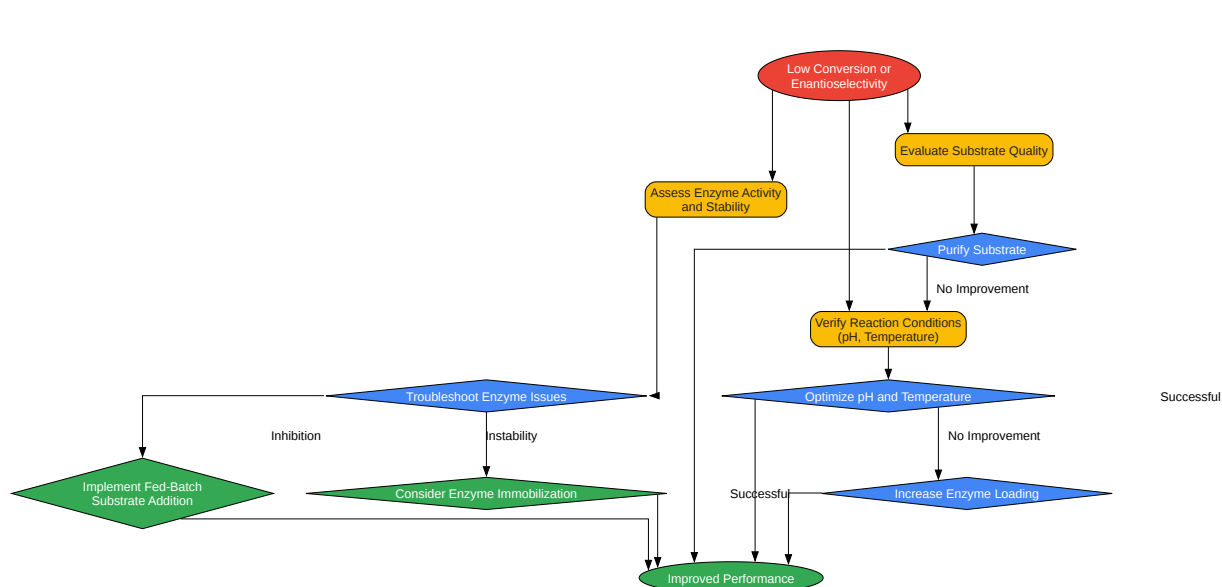 Low Conversion or
Enantioselectivity
Evaluate Substrate Quality
Assess Enzyme Activity
and Stability
Purify Substrate
No Improvement
Verify Reaction Conditions
(pH, Temperature)
Troubleshoot Enzyme Issues
Optimize pH and Temperature
Successful
Inhibition
Instability
No Improvement
Implement Fed-Batch
Substrate Addition
Consider Enzyme Immobilization
Successful
Increase Enzyme Loading
Improved Performance